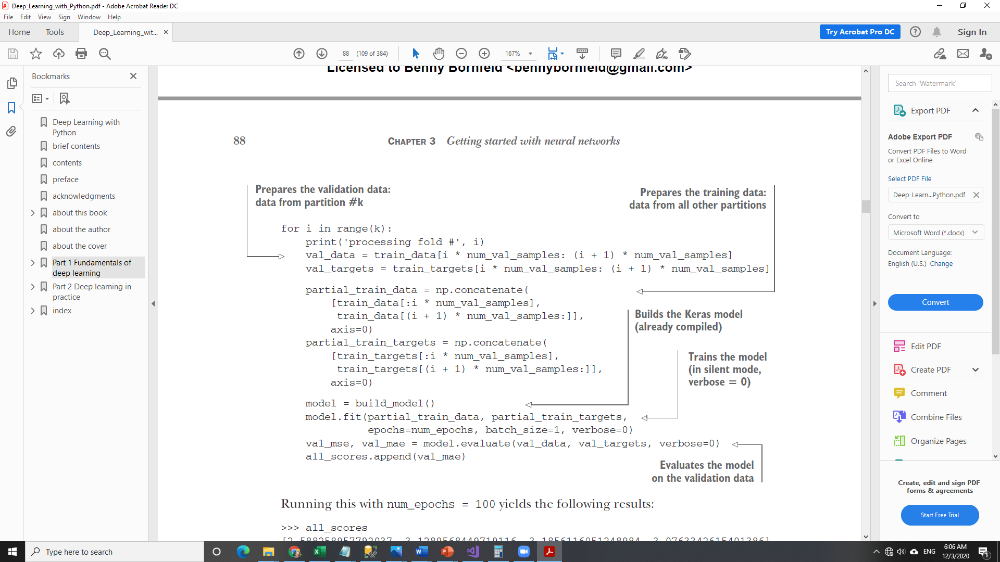 Deep_Learning_with_Python.pdf - Adobe Acrobat Reader DC
File Edit View Sign Window Help
Home Tools Deep_Learning_wit... ×
Try Acrobat Pro DC
Sign In
88 (109 of 384)
167%
Bookmarks
Deep Learning with
Python
brief contents
contents
preface
acknowledgments
about this book
about the author
about the cover
Part 1 Fundamentals of
deep learning
Part 2 Deep learning in
practice
index
Licensed to Benny Bornfeld <bennybornfeld@gmail.com>
88 CHAPTER 3 Getting started with neural networks
Prepares the validation data:
data from partition #k
Prepares the training data:
data from all other partitions
for i in range(k):
print('processing fold #', i)
val_data = train_data[i * num_val_samples: (i + 1) * num_val_samples]
val_targets = train_targets[i * num_val_samples: (i + 1) * num_val_samples]
partial_train_data = np.concatenate(
[train_data[:i * num_val_samples],
train_data[(i + 1) * num_val_samples:]],
axis=0)
partial_train_targets = np.concatenate(
[train_targets[:i * num_val_samples],
train_targets[(i + 1) * num_val_samples:]],
axis=0)
Builds the Keras model
(already compiled)
Trains the model
(in silent mode,
verbose = 0)
model = build_model()
model.fit(partial_train_data, partial_train_targets,
epochs=num_epochs, batch_size=1, verbose=0)
val_mse, val_mae = model.evaluate(val_data, val_targets, verbose=0)
all_scores.append(val_mae)
Evaluates the model
on the validation data
Running this with num_epochs = 100 yields the following results:
>>> all_scores
[2.588258957792037, 3.1289568449719116, 3.1856116051248984, 3.0763342615401386]
Search 'Watermark'
Export PDF
Adobe Export PDF
Convert PDF Files to Word
or Excel Online
Select PDF File
Deep_Learn...Python.pdf
Convert to
Microsoft Word (*.docx)
Document Language:
English (U.S.) Change
Convert
Edit PDF
Create PDF
Comment
Combine Files
Organize Pages
Create, edit and sign PDF
forms & agreements
Start Free Trial
Type here to search
ENG
6:06 AM
12/3/2020
1